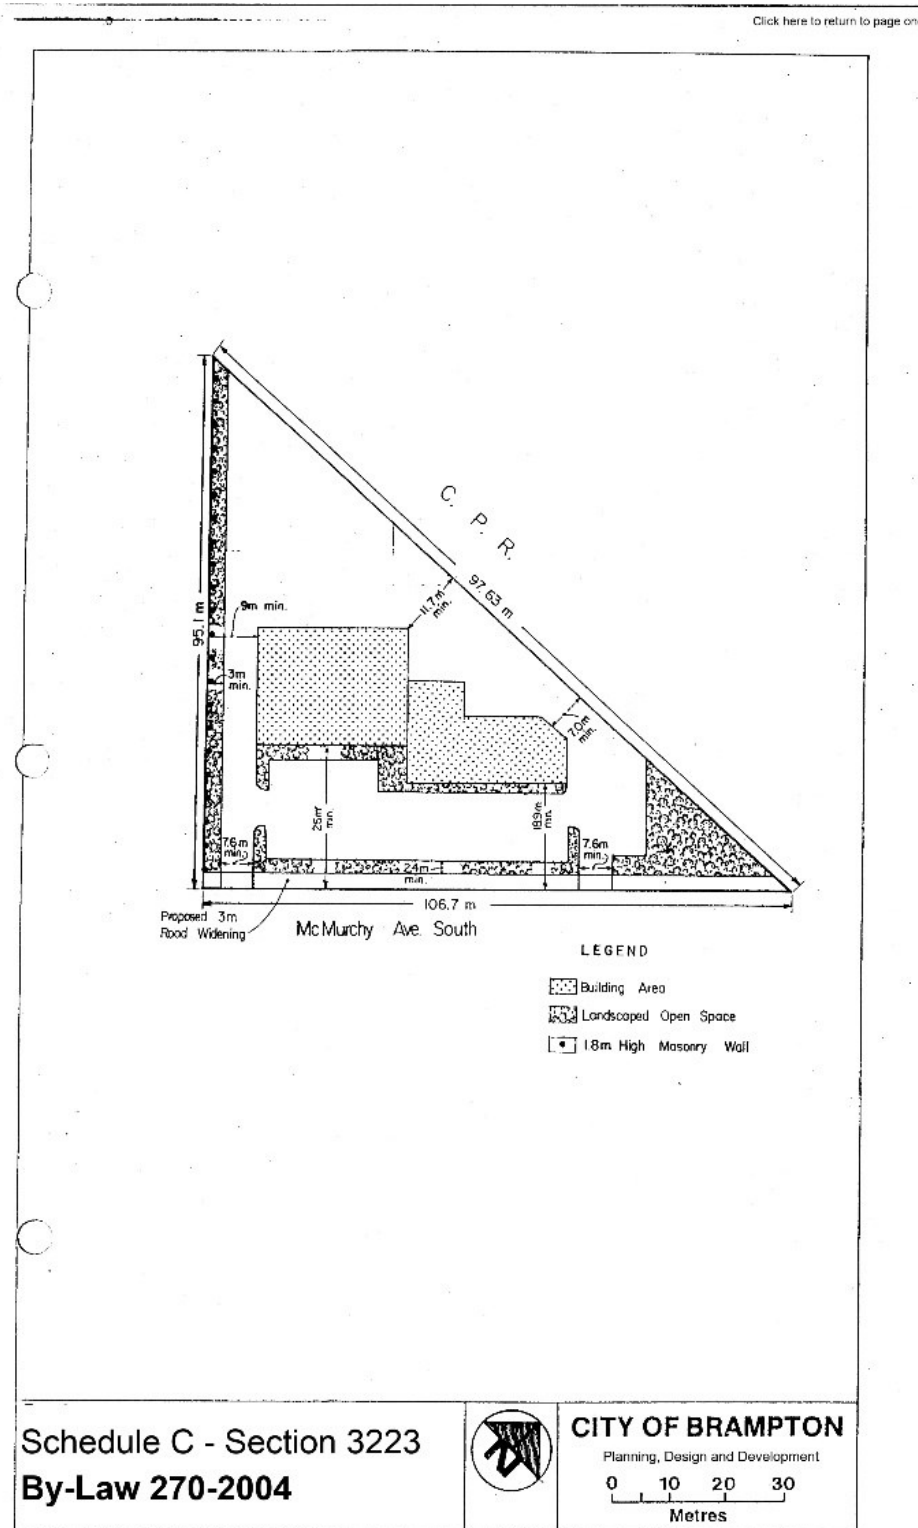 Click here to return to page on
C. P. R.
97.63 m
11.7m
min.
95.1 m
9m min.
3m
min.
7.0m
min.
26m
min.
18.9m
min.
7.6m
min.
7.6m
min.
2.4m
min.
106.7 m
Proposed 3m
Road Widening
McMurchy Ave. South
LEGEND
Building Area
Landscaped Open Space
1.8m High Masonry Wall
Schedule C - Section 3223
By-Law 270-2004
CITY OF BRAMPTON
Planning, Design and Development
0 10 20 30
Metres